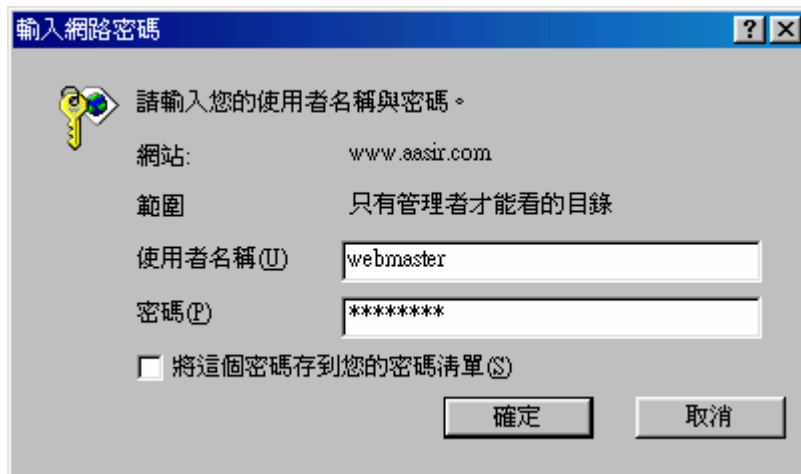 輸入網路密碼
請輸入您的使用者名稱與密碼。
網站: www.aasir.com
範圍 只有管理者才能看的目錄
使用者名稱(U) webmaster
密碼(P) ********
將這個密碼存到您的密碼清單(S)
確定 取消